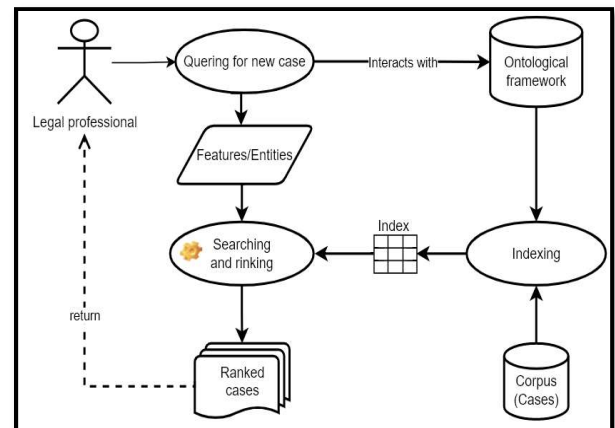 Quering for new case
Interacts with
Ontological
framework
Legal professional
Features/Entities
Index
Searching
and rinking
Indexing
return
Ranked
cases
Corpus
(Cases)